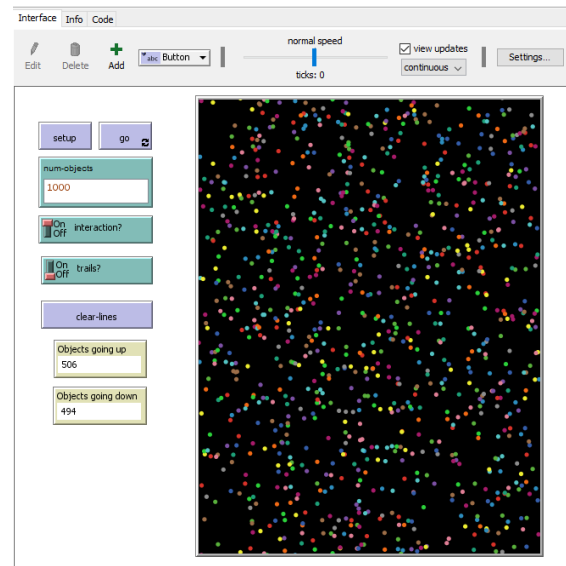 Interface Info Code
normal speed
Edit Delete Add abc Button
view updates
Settings...
ticks: 0
continuous
setup go
num-objects
1000
On
Off
interaction?
On
Off
trails?
clear-lines
Objects going up
506
Objects going down
494